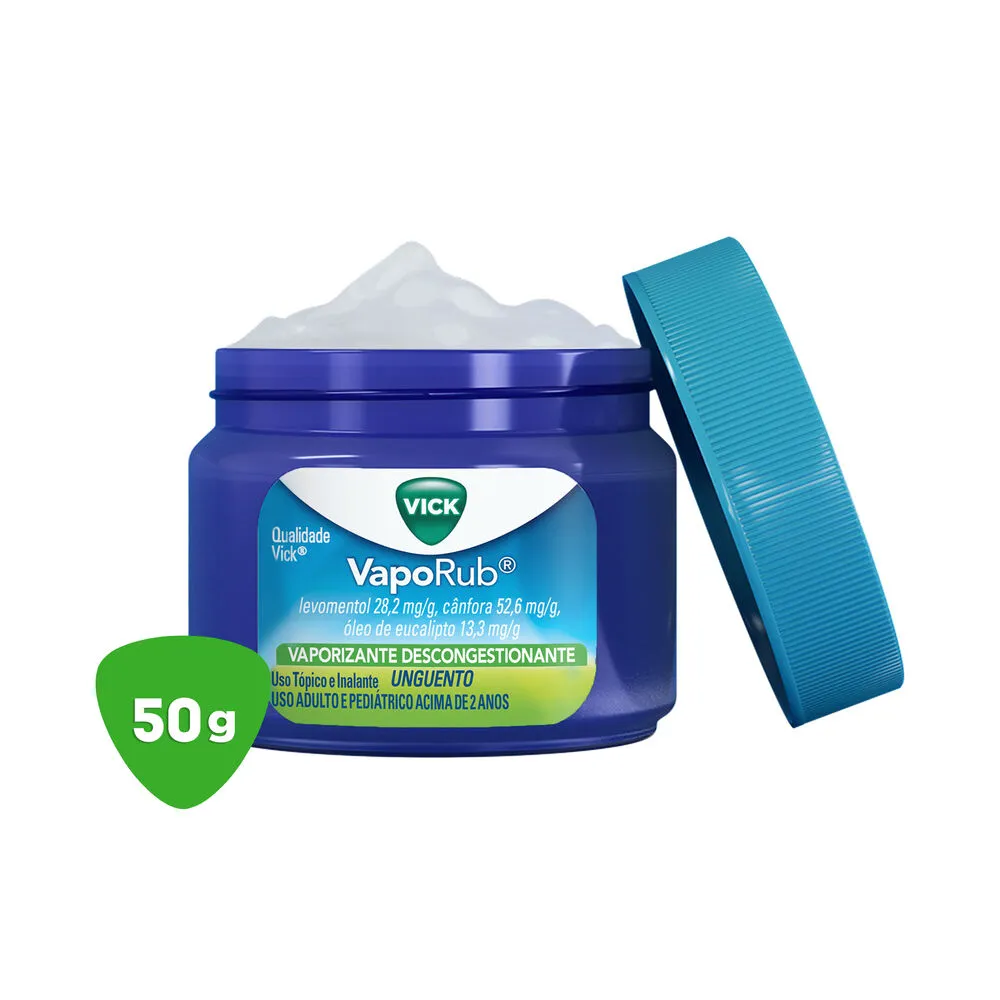 VICK
Qualidade
Vick®
VapoRub®
levomentol 28,2 mg/g, cânfora 52,6 mg/g,
óleo de eucalipto 13,3 mg/g
VAPORIZANTE DESCONGESTIONANTE
Uso Tópico e Inalante UNGUENTO
USO ADULTO E PEDIÁTRICO ACIMA DE 2 ANOS
50g